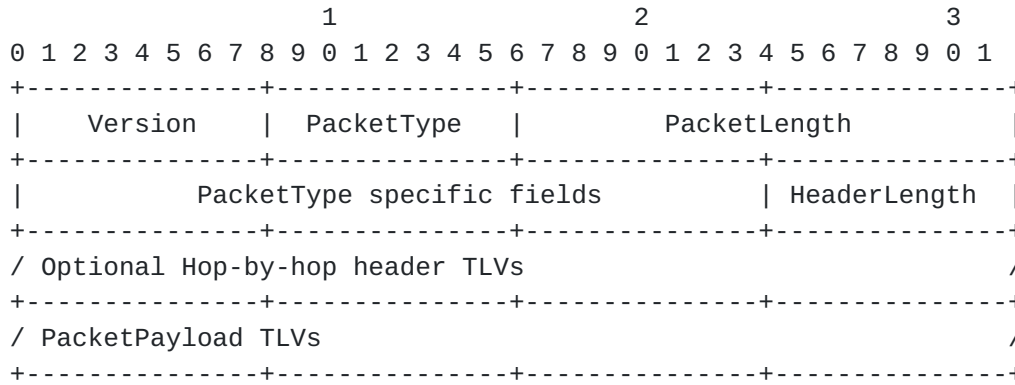 1                   2                   3
0 1 2 3 4 5 6 7 8 9 0 1 2 3 4 5 6 7 8 9 0 1 2 3 4 5 6 7 8 9 0 1
+---------------+---------------+---------------+---------------+
|    Version    |  PacketType   |         PacketLength          |
+---------------+---------------+---------------+---------------+
|           PacketType specific fields          | HeaderLength  |
+---------------+---------------+---------------+---------------+
/ Optional Hop-by-hop header TLVs                               /
+---------------+---------------+---------------+---------------+
/ PacketPayload TLVs                                            /
+---------------+---------------+---------------+---------------+